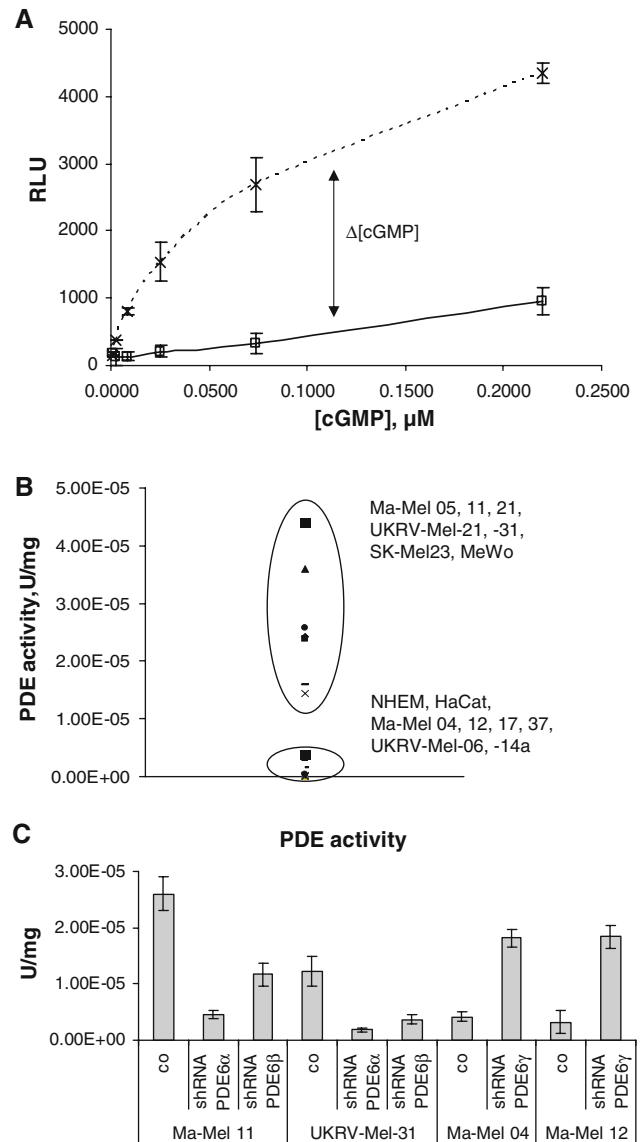 A
5000
4000
3000
2000
1000
0
RLU
Δ[cGMP]
0.0000 0.0500 0.1000 0.1500 0.2000 0.2500
[cGMP], µM
B
5.00E-05
4.00E-05
3.00E-05
2.00E-05
1.00E-05
0.00E+00
PDE activity, U/mg
Ma-Mel 05, 11, 21,
UKRV-Mel-21, -31,
SK-Mel23, MeWo
NHEM, HaCat,
Ma-Mel 04, 12, 17, 37,
UKRV-Mel-06, -14a
C
PDE activity
3.00E-05
2.00E-05
1.00E-05
0.00E+00
U/mg
co
shRNA
PDE6α
shRNA
PDE6β
co
shRNA
PDE6α
shRNA
PDE6β
co
shRNA
PDE6γ
co
shRNA
PDE6γ
Ma-Mel 11 UKRV-Mel-31 Ma-Mel 04 Ma-Mel 12